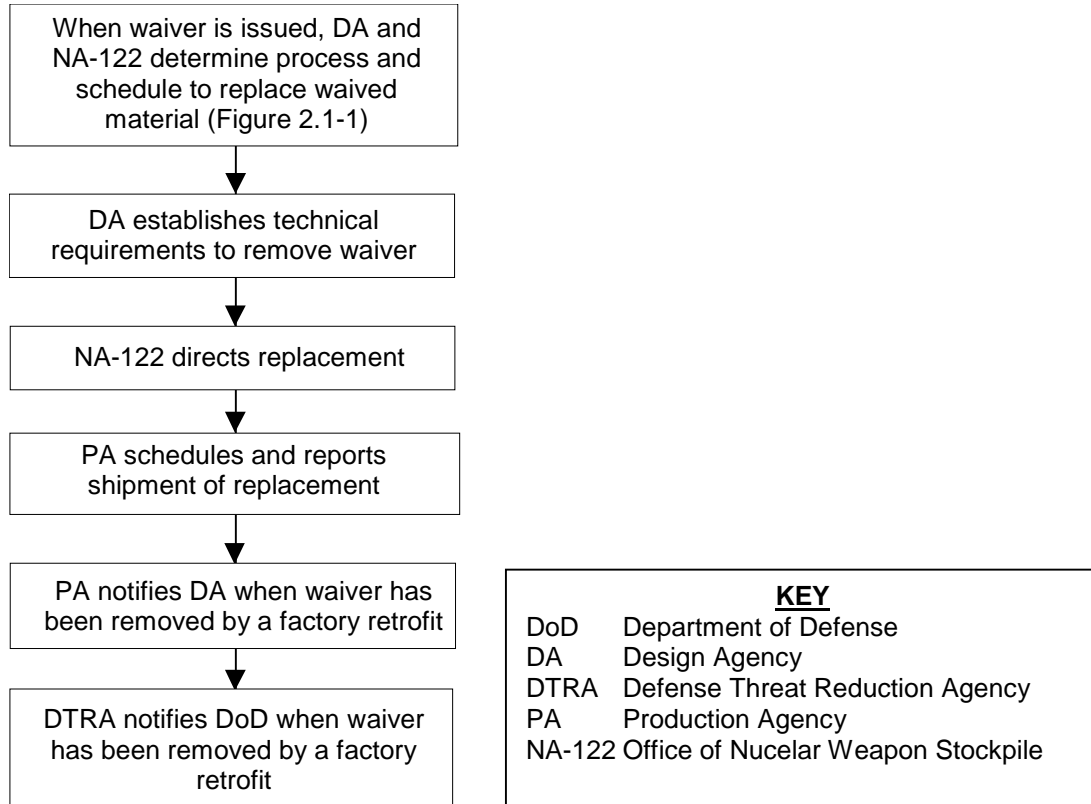 When waiver is issued, DA and
NA-122 determine process and
schedule to replace waived
material (Figure 2.1-1)
DA establishes technical
requirements to remove waiver
NA-122 directs replacement
PA schedules and reports
shipment of replacement
PA notifies DA when waiver has
been removed by a factory retrofit
DTRA notifies DoD when waiver
has been removed by a factory
retrofit
KEY
DoD Department of Defense
DA Design Agency
DTRA Defense Threat Reduction Agency
PA Production Agency
NA-122 Office of Nucelar Weapon Stockpile